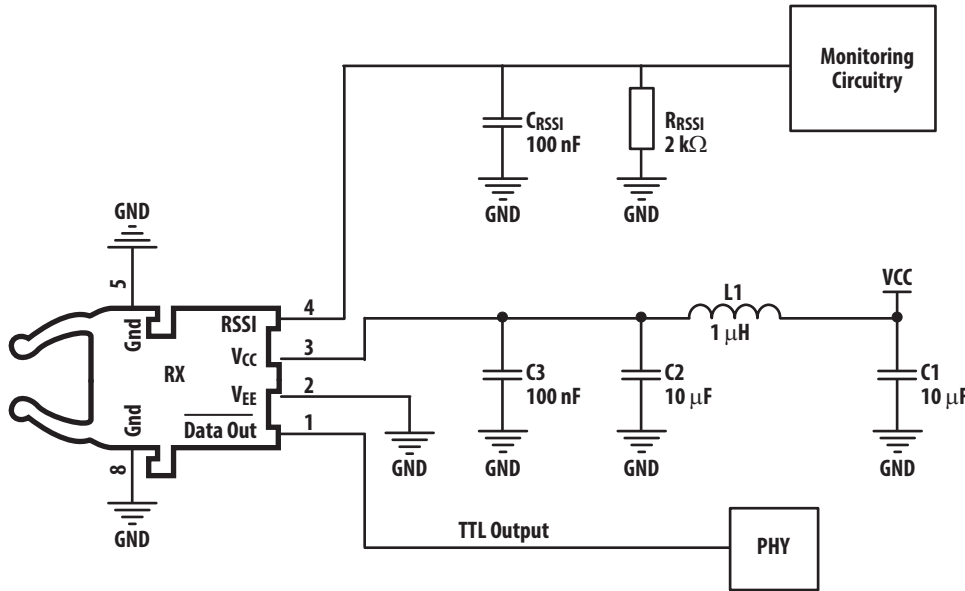 Monitoring
Circuitry
CRSSI
100 nF
RRSSI
2 kΩ
GND
GND
GND
5
Gnd
RSSI
4
VCC
3
RX
VEE
2
Data Out
1
Gnd
8
GND
GND
L1
1 μH
VCC
C3
100 nF
C2
10 μF
C1
10 μF
GND
GND
GND
TTL Output
PHY